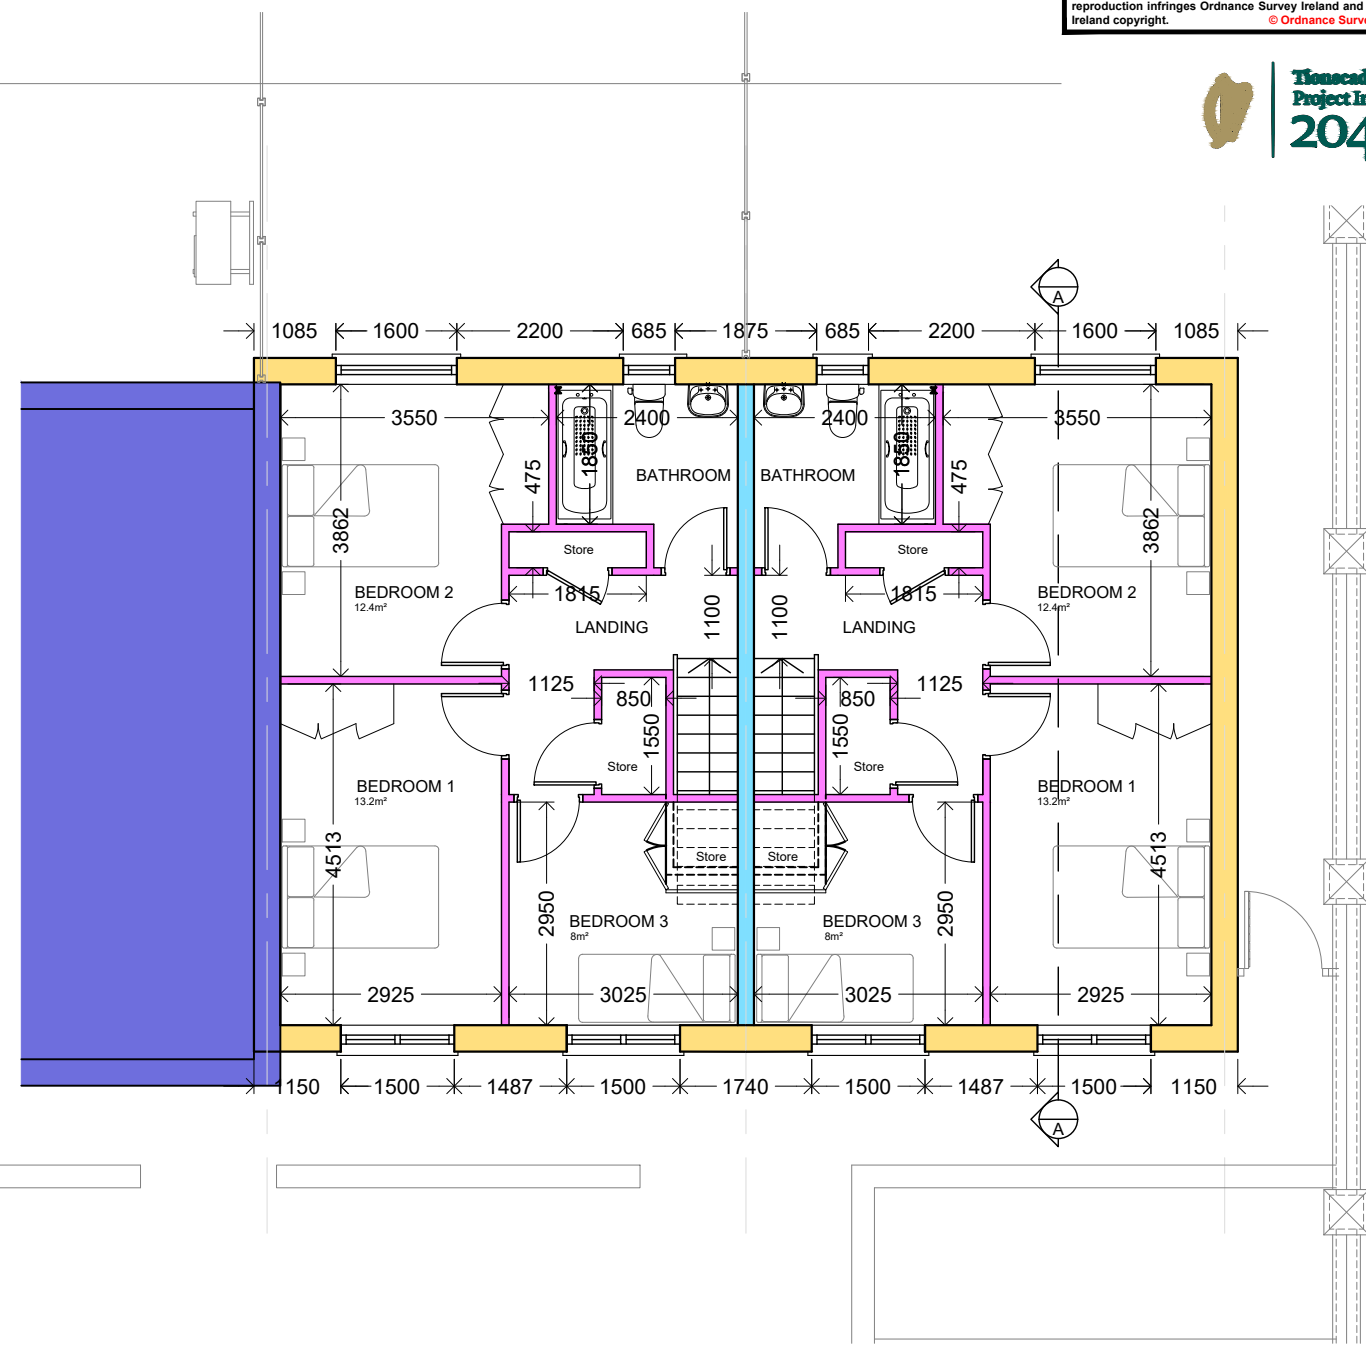 reproduction infringes Ordnance Survey Ireland and
Ireland copyright. © Ordnance Surve
Tionscad
Project Ir
204
A
1085 1600 2200 685 1875 685 2200 1600 1085
3550 2400 2400 3550
1850 1850
475 475
BATHROOM BATHROOM
3862 3862
Store Store
BEDROOM 2 1815 1815 BEDROOM 2
12.4m² 12.4m²
1100 1100
LANDING LANDING
1125 850 850 1125
1550 1550
Store Store
BEDROOM 1 BEDROOM 1
13.2m² 13.2m²
4513 4513
Store Store
2950 2950
BEDROOM 3 BEDROOM 3
8m² 8m²
2925 3025 3025 2925
150 1500 1487 1500 1740 1500 1487 1500 1150
A